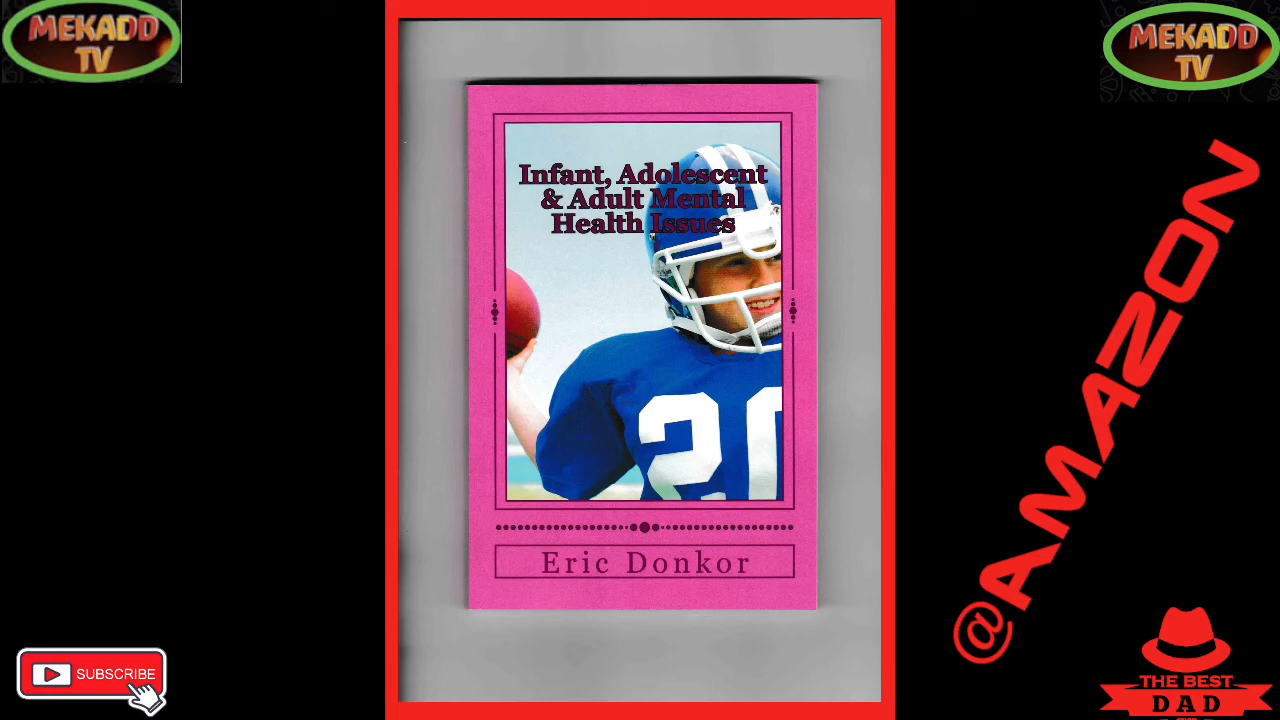 MEKADD
TV
MEKADD
TV
Infant, Adolescent
& Adult Mental
Health Issues
20
Eric Donkor
@AMAZON
SUBSCRIBE
THE BEST
DAD